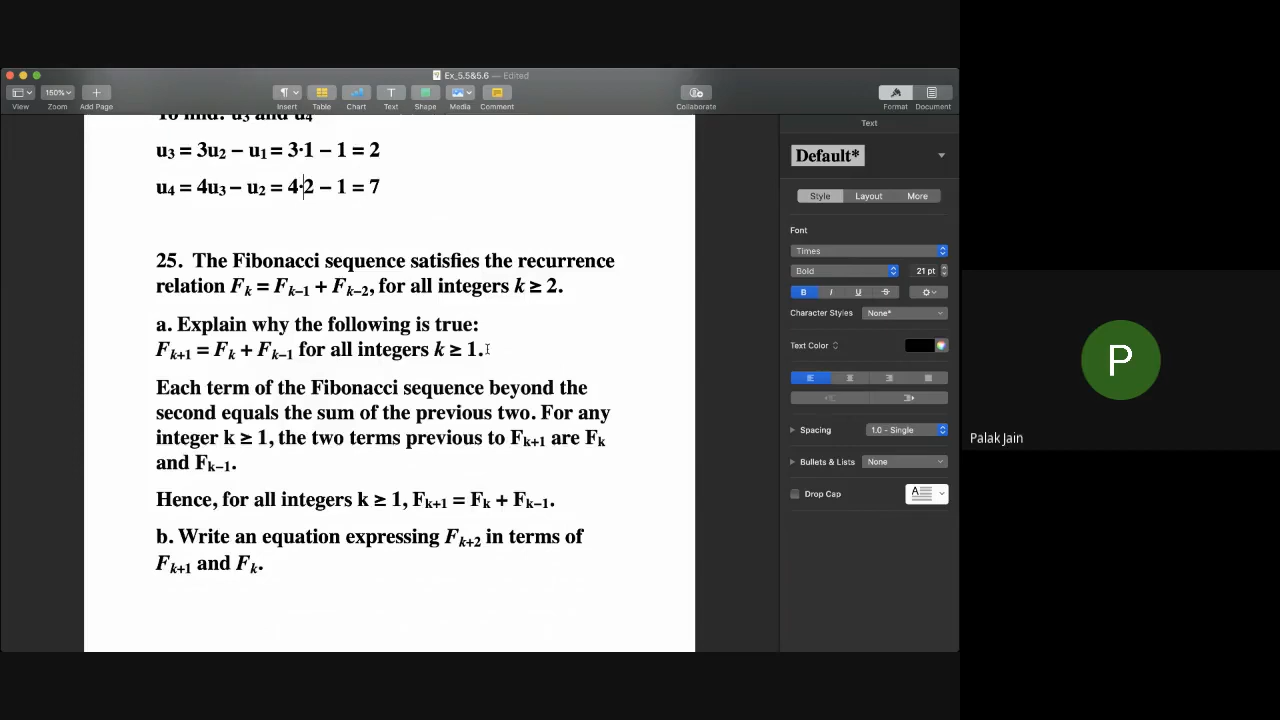 Ex_5.5&5.6 — Edited
View
150%
Zoom
Add Page
Insert
Table
Chart
Text
Shape
Media
Comment
Collaborate
Format
Document
To find: u₃ and u₄
u₃ = 3u₂ − u₁ = 3·1 − 1 = 2
u₄ = 4u₃ − u₂ = 4·2 − 1 = 7
25. The Fibonacci sequence satisfies the recurrence
relation Fₖ = Fₖ₋₁ + Fₖ₋₂, for all integers k ≥ 2.
a. Explain why the following is true:
Fₖ₊₁ = Fₖ + Fₖ₋₁ for all integers k ≥ 1.
Each term of the Fibonacci sequence beyond the
second equals the sum of the previous two. For any
integer k ≥ 1, the two terms previous to Fₖ₊₁ are Fₖ
and Fₖ₋₁.
Hence, for all integers k ≥ 1, Fₖ₊₁ = Fₖ + Fₖ₋₁.
b. Write an equation expressing Fₖ₊₂ in terms of
Fₖ₊₁ and Fₖ.
Text
Default*
Style
Layout
More
Font
Times
Bold
21 pt
B I U S
Character Styles
None*
Text Color
Spacing
1.0 - Single
Bullets & Lists
None
Drop Cap
A
P
Palak Jain